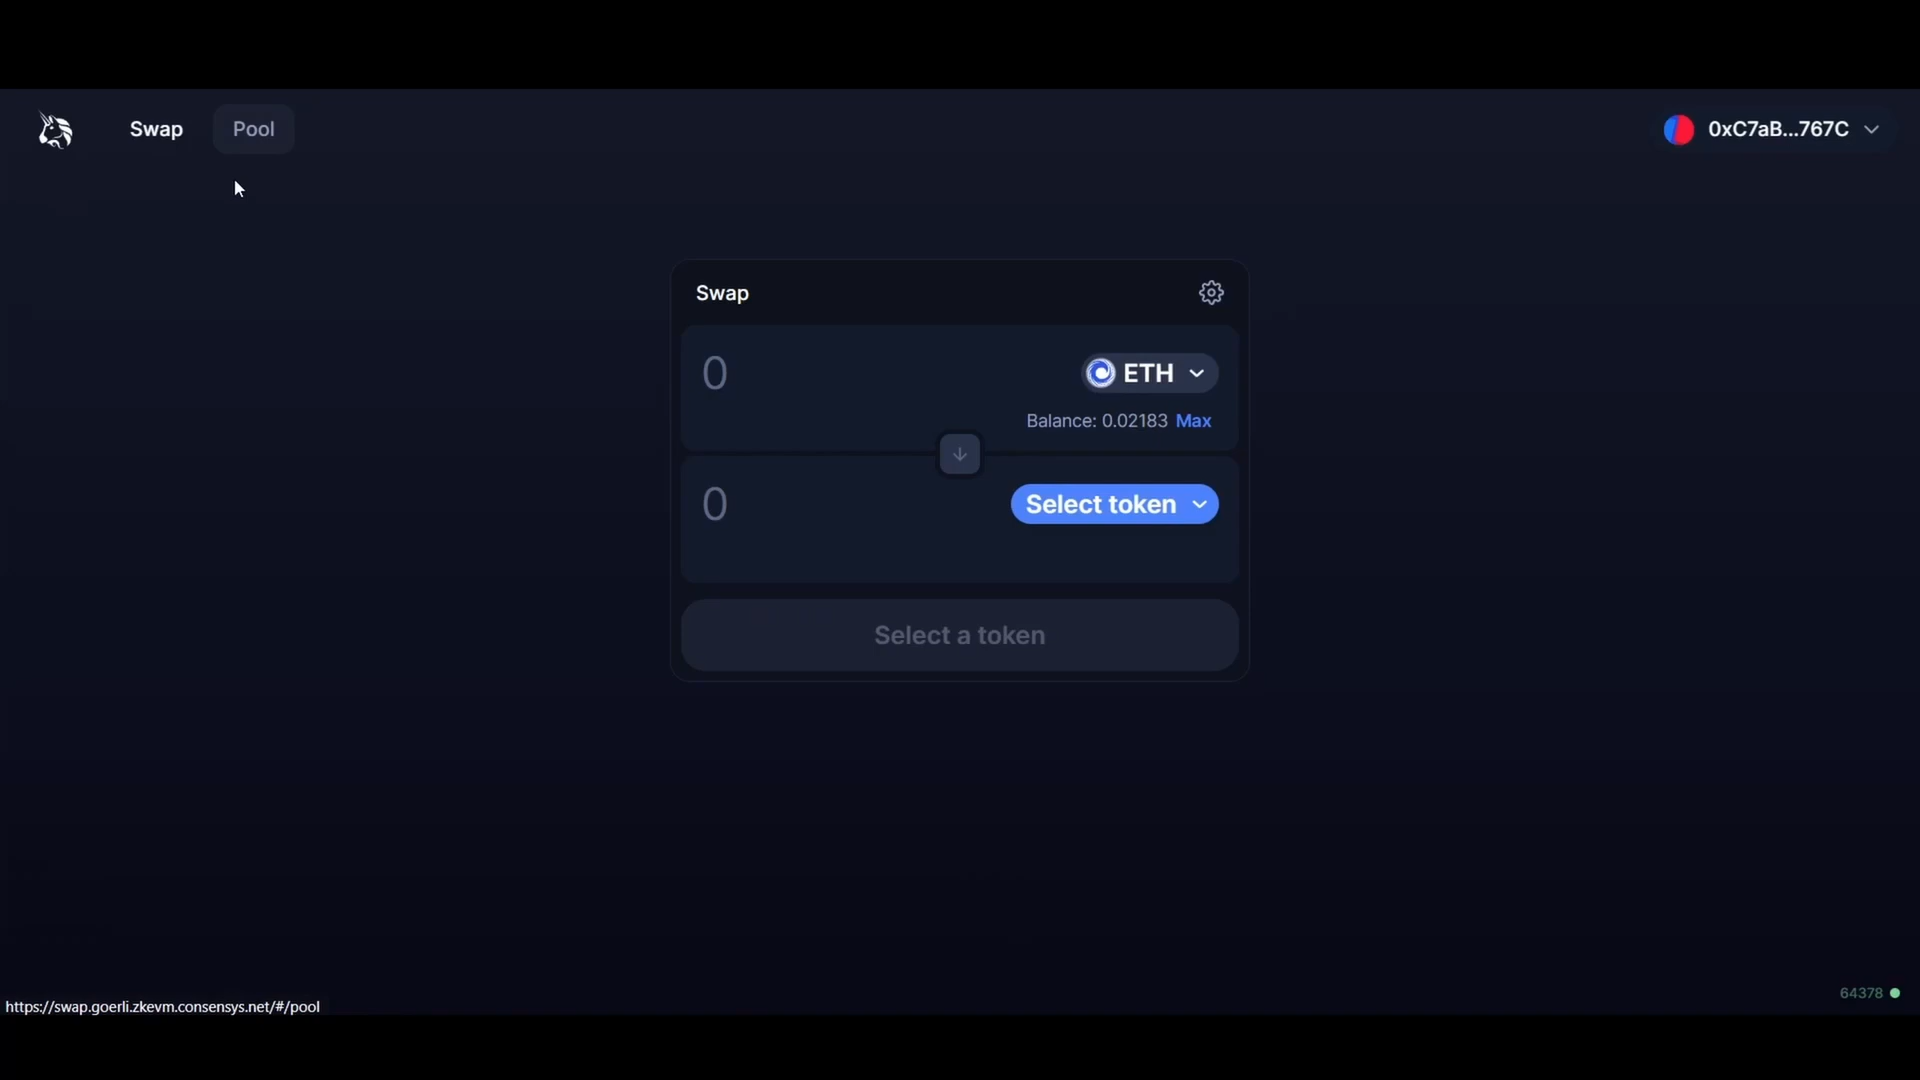 Swap
Pool
0xC7aB...767C
Swap
0
ETH
Balance: 0.02183 Max
0
Select token
Select a token
64378
https://swap.goerli.zkevm.consensys.net/#/pool